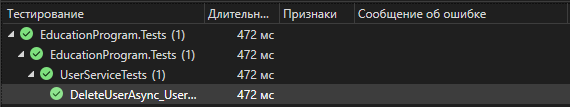 Тестирование Длительн... Признаки Сообщение об ошибке
EducationProgram.Tests (1) 472 мс
EducationProgram.Tests (1) 472 мс
UserServiceTests (1) 472 мс
DeleteUserAsync_User... 472 мс